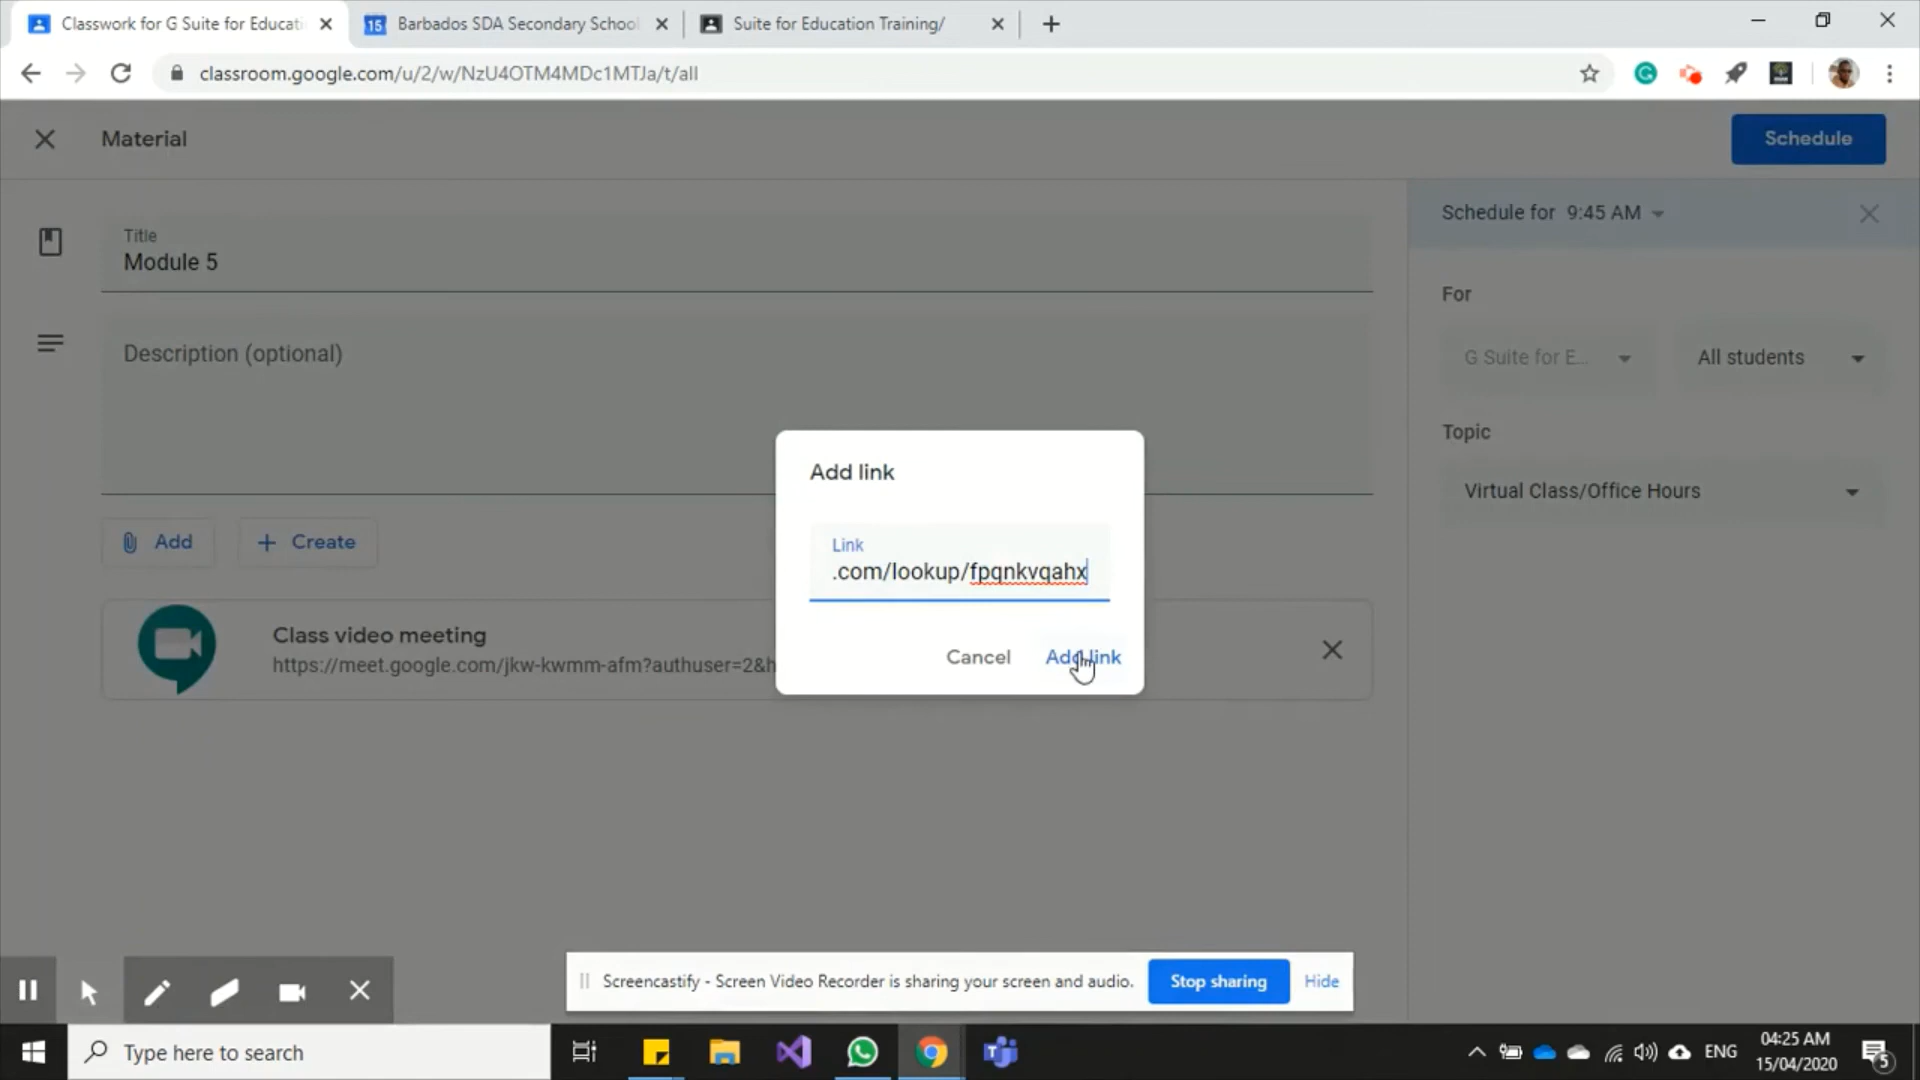 Classwork for G Suite for Educati
Barbados SDA Secondary School
Suite for Education Training/
classroom.google.com/u/2/w/NzU4OTM4MDc1MTJa/t/all
Material
Schedule
Title
Module 5
Schedule for 9:45 AM
For
Description (optional)
G Suite for E...
All students
Topic
Virtual Class/Office Hours
Add link
Link
.com/lookup/fpqnkvqahx
Add
Create
Class video meeting
https://meet.google.com/jkw-kwmm-afm?authuser=2&h
Cancel
Add link
Screencastify - Screen Video Recorder is sharing your screen and audio.
Stop sharing
Hide
Type here to search
ENG
04:25 AM
15/04/2020
5
15